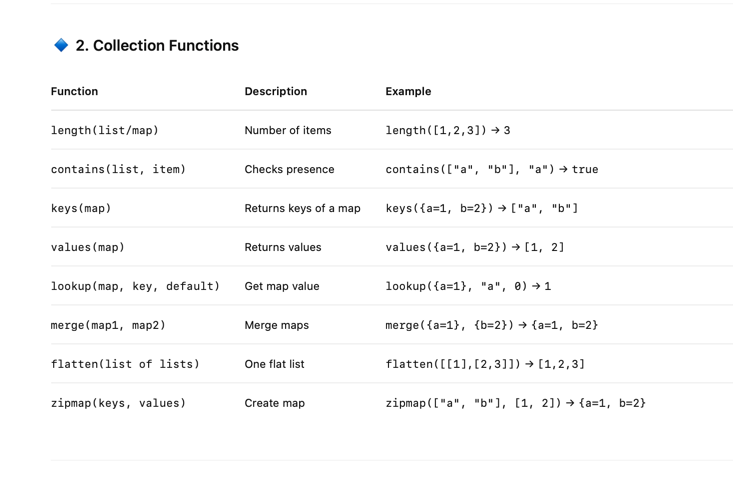 🔷 2. Collection Functions
Function Description Example
length(list/map) Number of items length([1,2,3]) → 3
contains(list, item) Checks presence contains(["a", "b"], "a") → true
keys(map) Returns keys of a map keys({a=1, b=2}) → ["a", "b"]
values(map) Returns values values({a=1, b=2}) → [1, 2]
lookup(map, key, default) Get map value lookup({a=1}, "a", 0) → 1
merge(map1, map2) Merge maps merge({a=1}, {b=2}) → {a=1, b=2}
flatten(list of lists) One flat list flatten([[1],[2,3]]) → [1,2,3]
zipmap(keys, values) Create map zipmap(["a", "b"], [1, 2]) → {a=1, b=2}